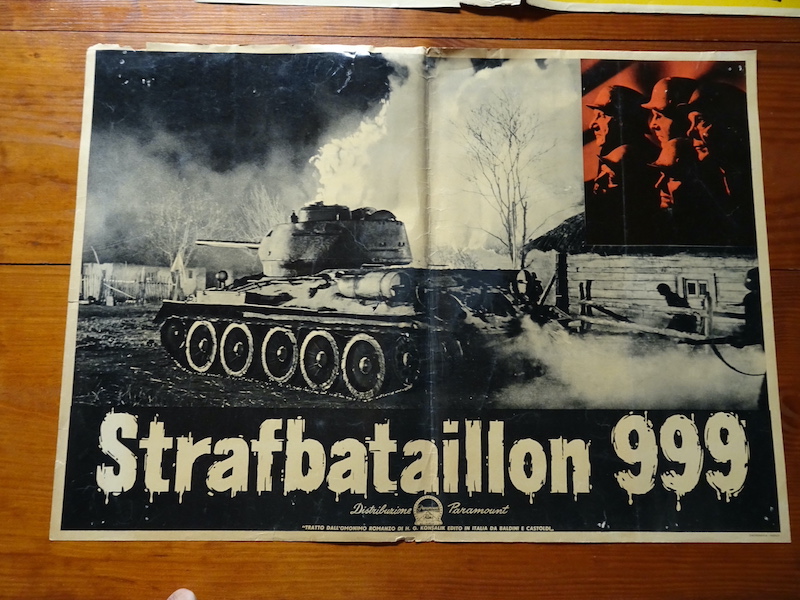 Strafbataillon 999
Distribuzione Paramount
"TRATTO DALL'OMONIMO ROMANZO DI H. G. KONSALIK EDITO IN ITALIA DA BALDINI E CASTOLDI„